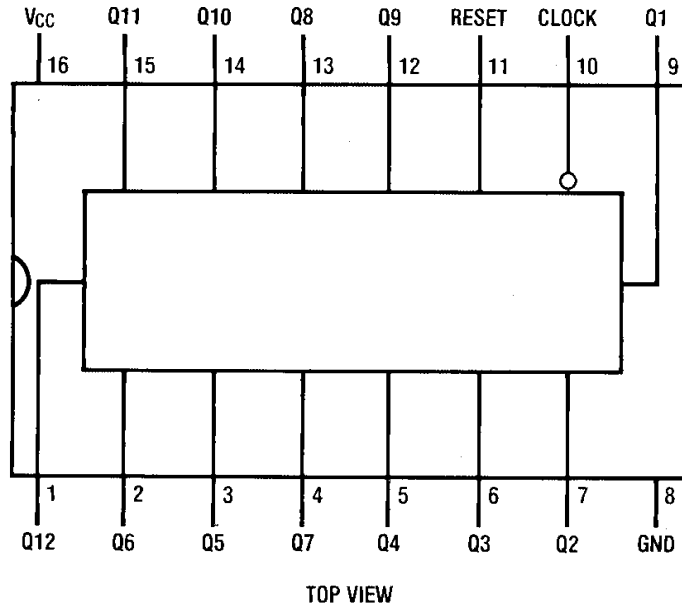 VCC Q11 Q10 Q8 Q9 RESET CLOCK Q1
16 15 14 13 12 11 10 9
1 2 3 4 5 6 7 8
Q12 Q6 Q5 Q7 Q4 Q3 Q2 GND
TOP VIEW